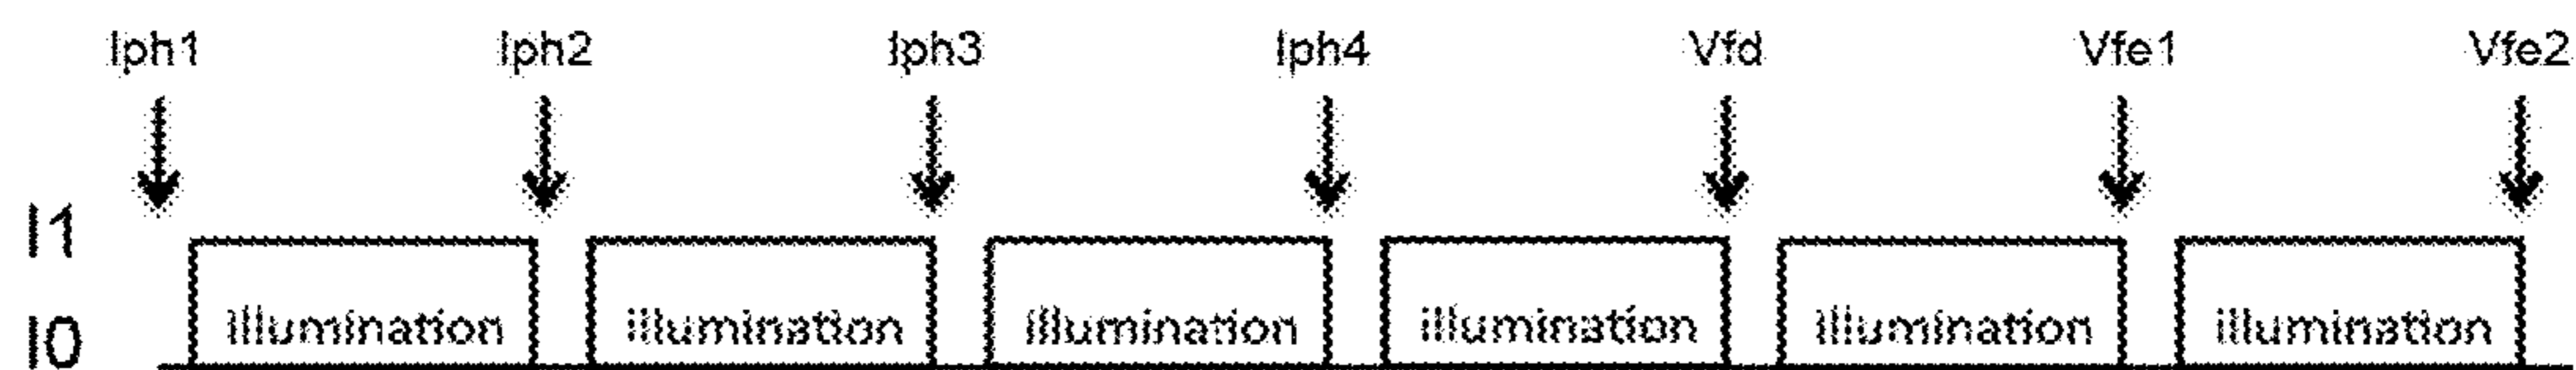 Iph1 Iph2 Iph3 Iph4 Vfd Vfe1 Vfe2
I1
illumination illumination illumination illumination illumination illumination
I0